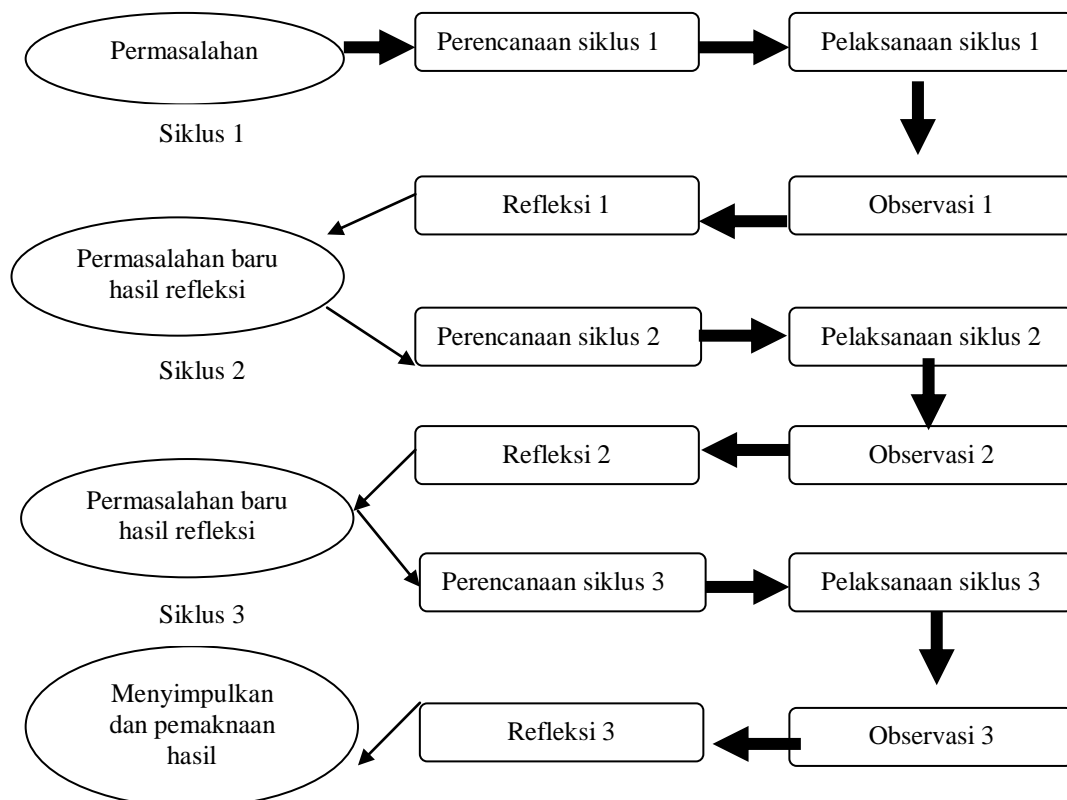 Permasalahan
Perencanaan siklus 1
Pelaksanaan siklus 1
Siklus 1
Refleksi 1
Observasi 1
Permasalahan baru
hasil refleksi
Perencanaan siklus 2
Pelaksanaan siklus 2
Siklus 2
Refleksi 2
Observasi 2
Permasalahan baru
hasil refleksi
Perencanaan siklus 3
Pelaksanaan siklus 3
Siklus 3
Menyimpulkan
dan pemaknaan
hasil
Refleksi 3
Observasi 3